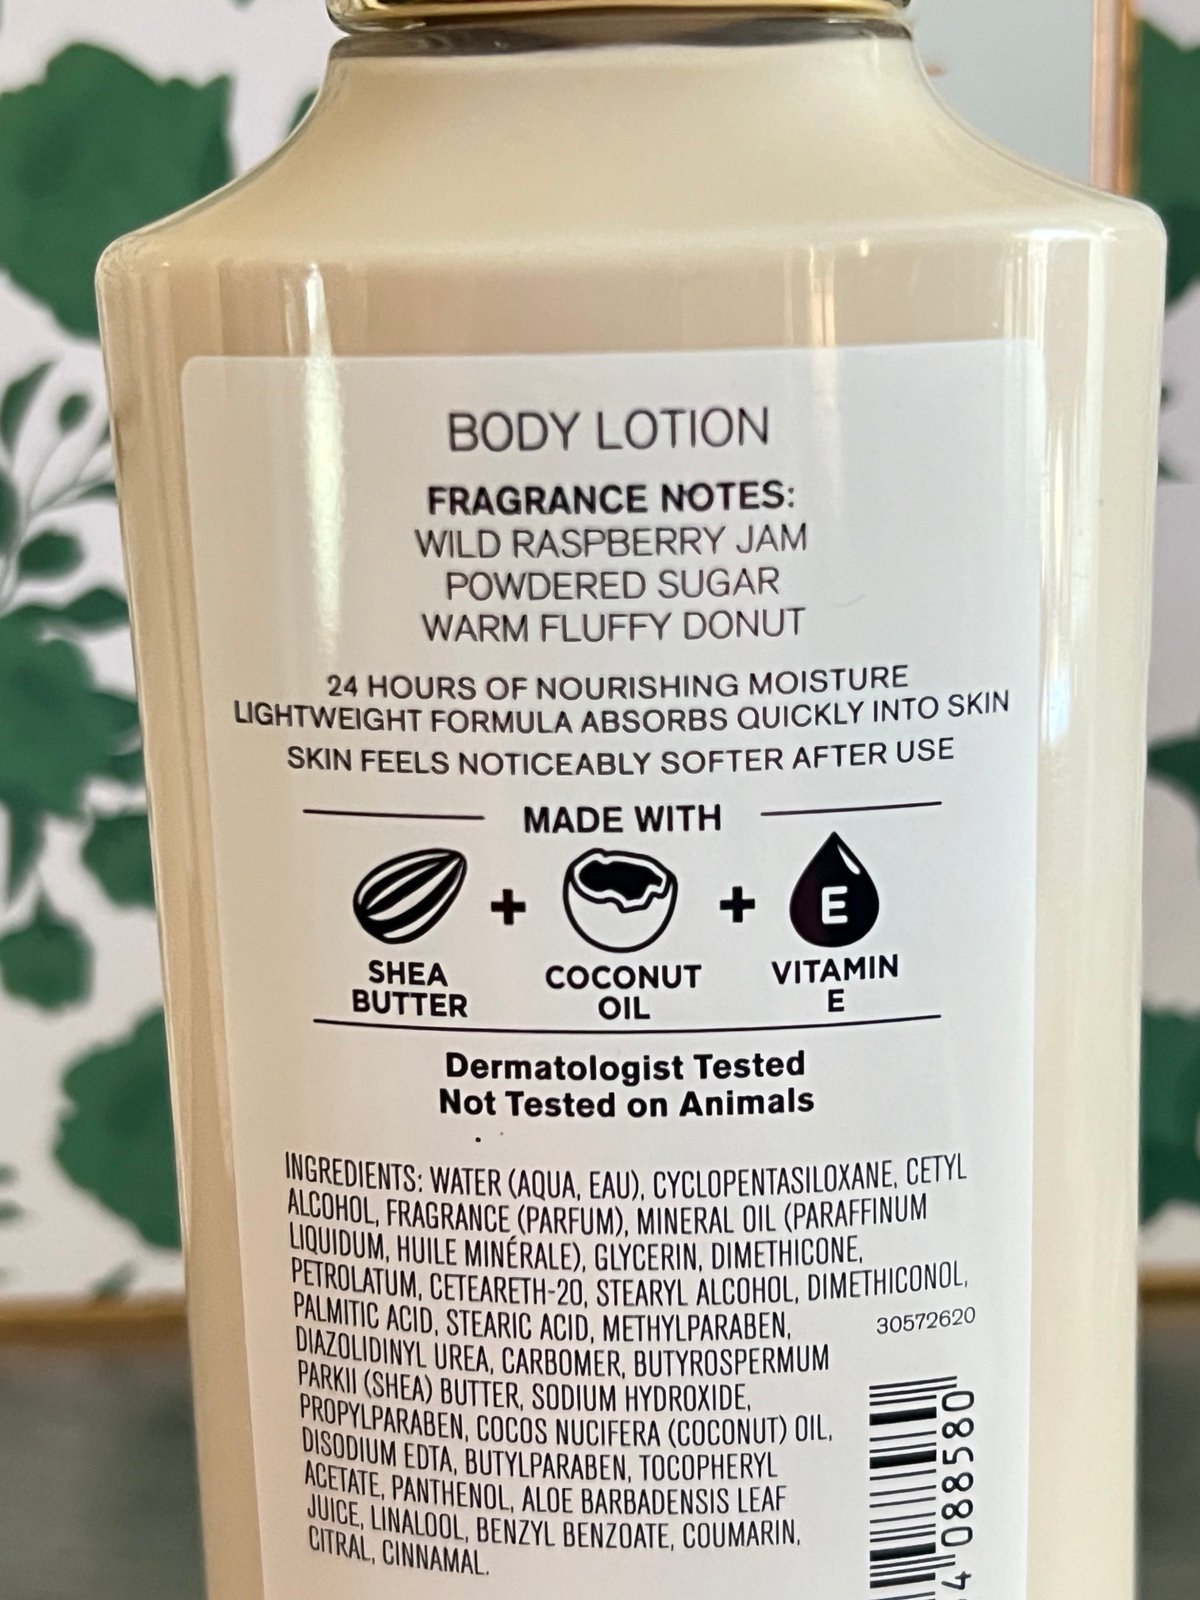 BODY LOTION
FRAGRANCE NOTES:
WILD RASPBERRY JAM
POWDERED SUGAR
WARM FLUFFY DONUT
24 HOURS OF NOURISHING MOISTURE
LIGHTWEIGHT FORMULA ABSORBS QUICKLY INTO SKIN
SKIN FEELS NOTICEABLY SOFTER AFTER USE
MADE WITH
SHEA
BUTTER
+
COCONUT
OIL
+
E
VITAMIN
E
Dermatologist Tested
Not Tested on Animals
INGREDIENTS: WATER (AQUA, EAU), CYCLOPENTASILOXANE, CETYL
ALCOHOL, FRAGRANCE (PARFUM), MINERAL OIL (PARAFFINUM
LIQUIDUM, HUILE MINÉRALE), GLYCERIN, DIMETHICONE,
PETROLATUM, CETEARETH-20, STEARYL ALCOHOL, DIMETHICONOL,
PALMITIC ACID, STEARIC ACID, METHYLPARABEN,
DIAZOLIDINYL UREA, CARBOMER, BUTYROSPERMUM
PARKII (SHEA) BUTTER, SODIUM HYDROXIDE,
PROPYLPARABEN, COCOS NUCIFERA (COCONUT) OIL,
DISODIUM EDTA, BUTYLPARABEN, TOCOPHERYL
ACETATE, PANTHENOL, ALOE BARBADENSIS LEAF
JUICE, LINALOOL, BENZYL BENZOATE, COUMARIN,
CITRAL, CINNAMAL.
30572620
4 088580